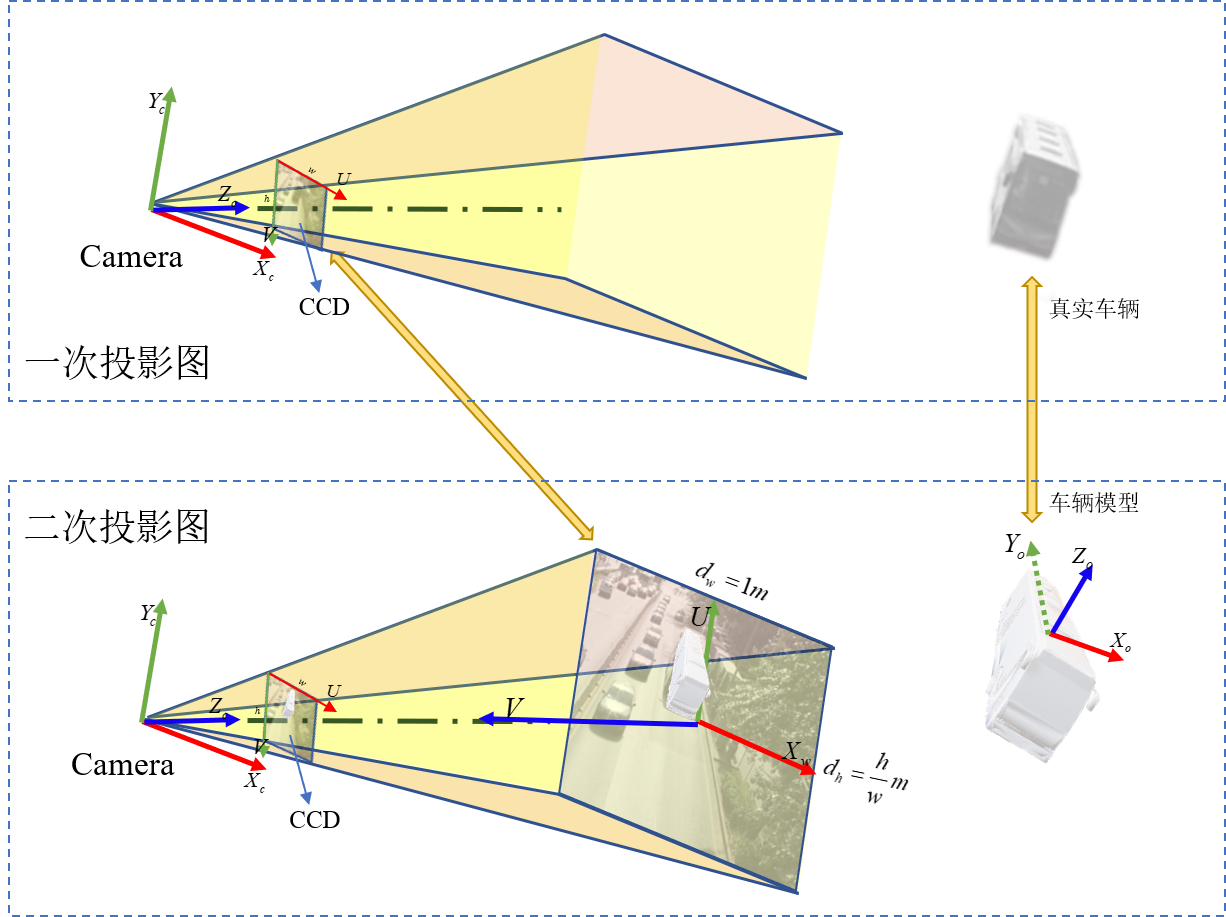 Y_c
w
U
Z_c
h
V
Camera
X_c
CCD
真实车辆
一次投影图
二次投影图
车辆模型
Y_o
Z_o
d_w = 1m
Y_c
U
X_o
w
U
Z_c
h
V
V
X_w
Camera
X_c
d_h = \frac{h}{w} m
CCD